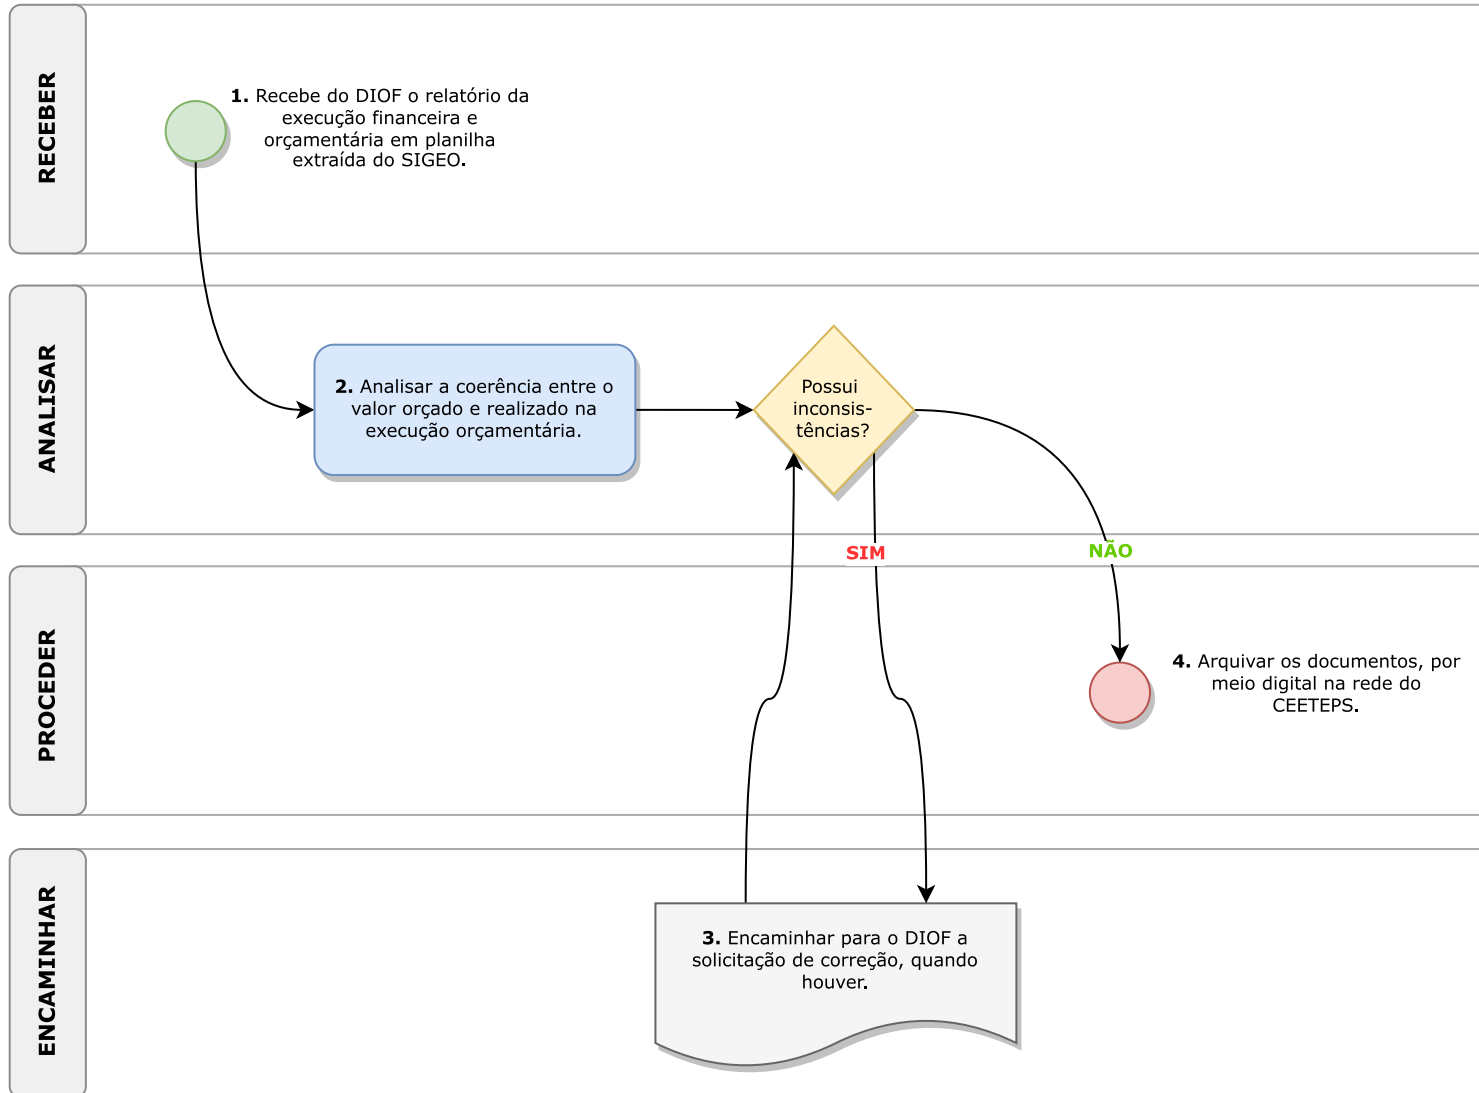 RECEBER
1. Recebe do DIOF o relatório da
execução financeira e
orçamentária em planilha
extraída do SIGEO.
ANALISAR
2. Analisar a coerência entre o
valor orçado e realizado na
execução orçamentária.
Possui
inconsis-
tências?
SIM
NÃO
PROCEDER
4. Arquivar os documentos, por
meio digital na rede do
CEETEPS.
ENCAMINHAR
3. Encaminhar para o DIOF a
solicitação de correção, quando
houver.